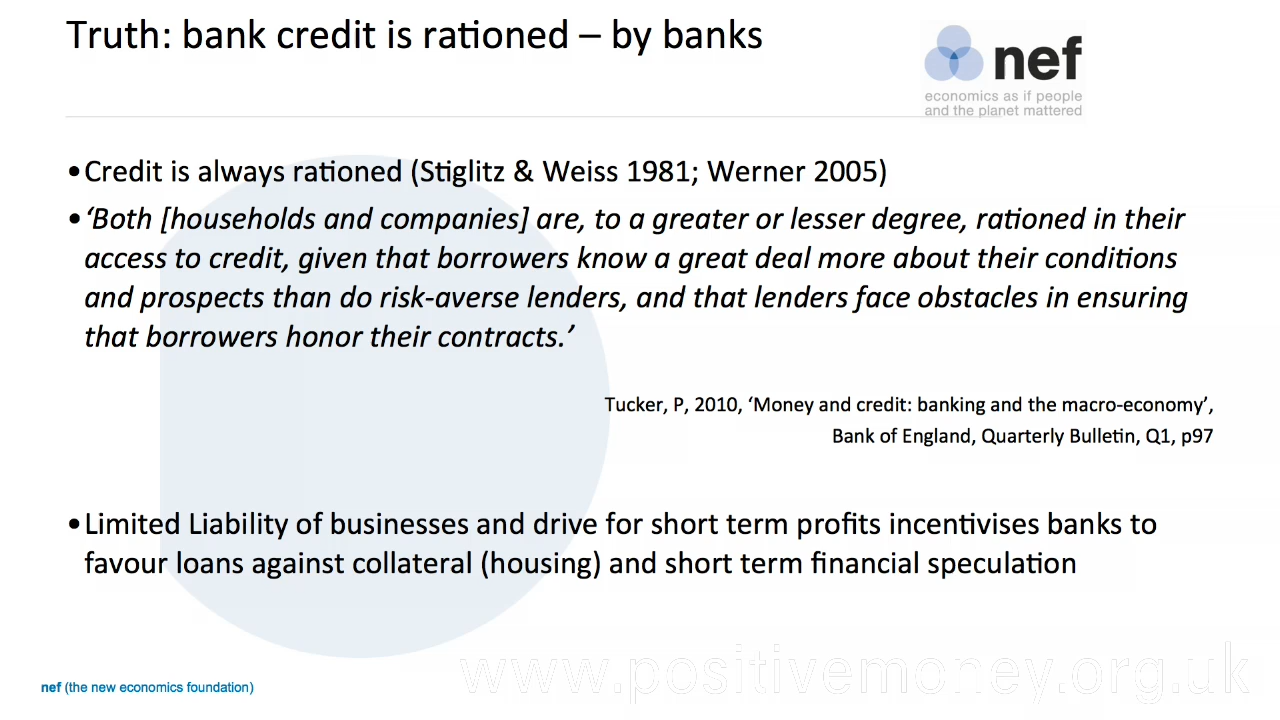 Truth: bank credit is rationed – by banks
nef
economics as if people
and the planet mattered
•Credit is always rationed (Stiglitz & Weiss 1981; Werner 2005)
•‘Both [households and companies] are, to a greater or lesser degree, rationed in their
access to credit, given that borrowers know a great deal more about their conditions
and prospects than do risk-averse lenders, and that lenders face obstacles in ensuring
that borrowers honor their contracts.’
Tucker, P, 2010, ‘Money and credit: banking and the macro-economy’,
Bank of England, Quarterly Bulletin, Q1, p97
•Limited Liability of businesses and drive for short term profits incentivises banks to
favour loans against collateral (housing) and short term financial speculation
www.positivemoney.org.uk
nef (the new economics foundation)